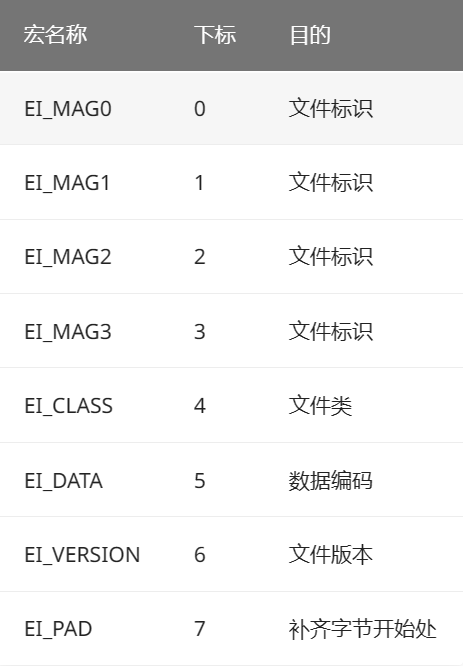 宏名称 下标 目的
EI_MAG0 0 文件标识
EI_MAG1 1 文件标识
EI_MAG2 2 文件标识
EI_MAG3 3 文件标识
EI_CLASS 4 文件类
EI_DATA 5 数据编码
EI_VERSION 6 文件版本
EI_PAD 7 补齐字节开始处